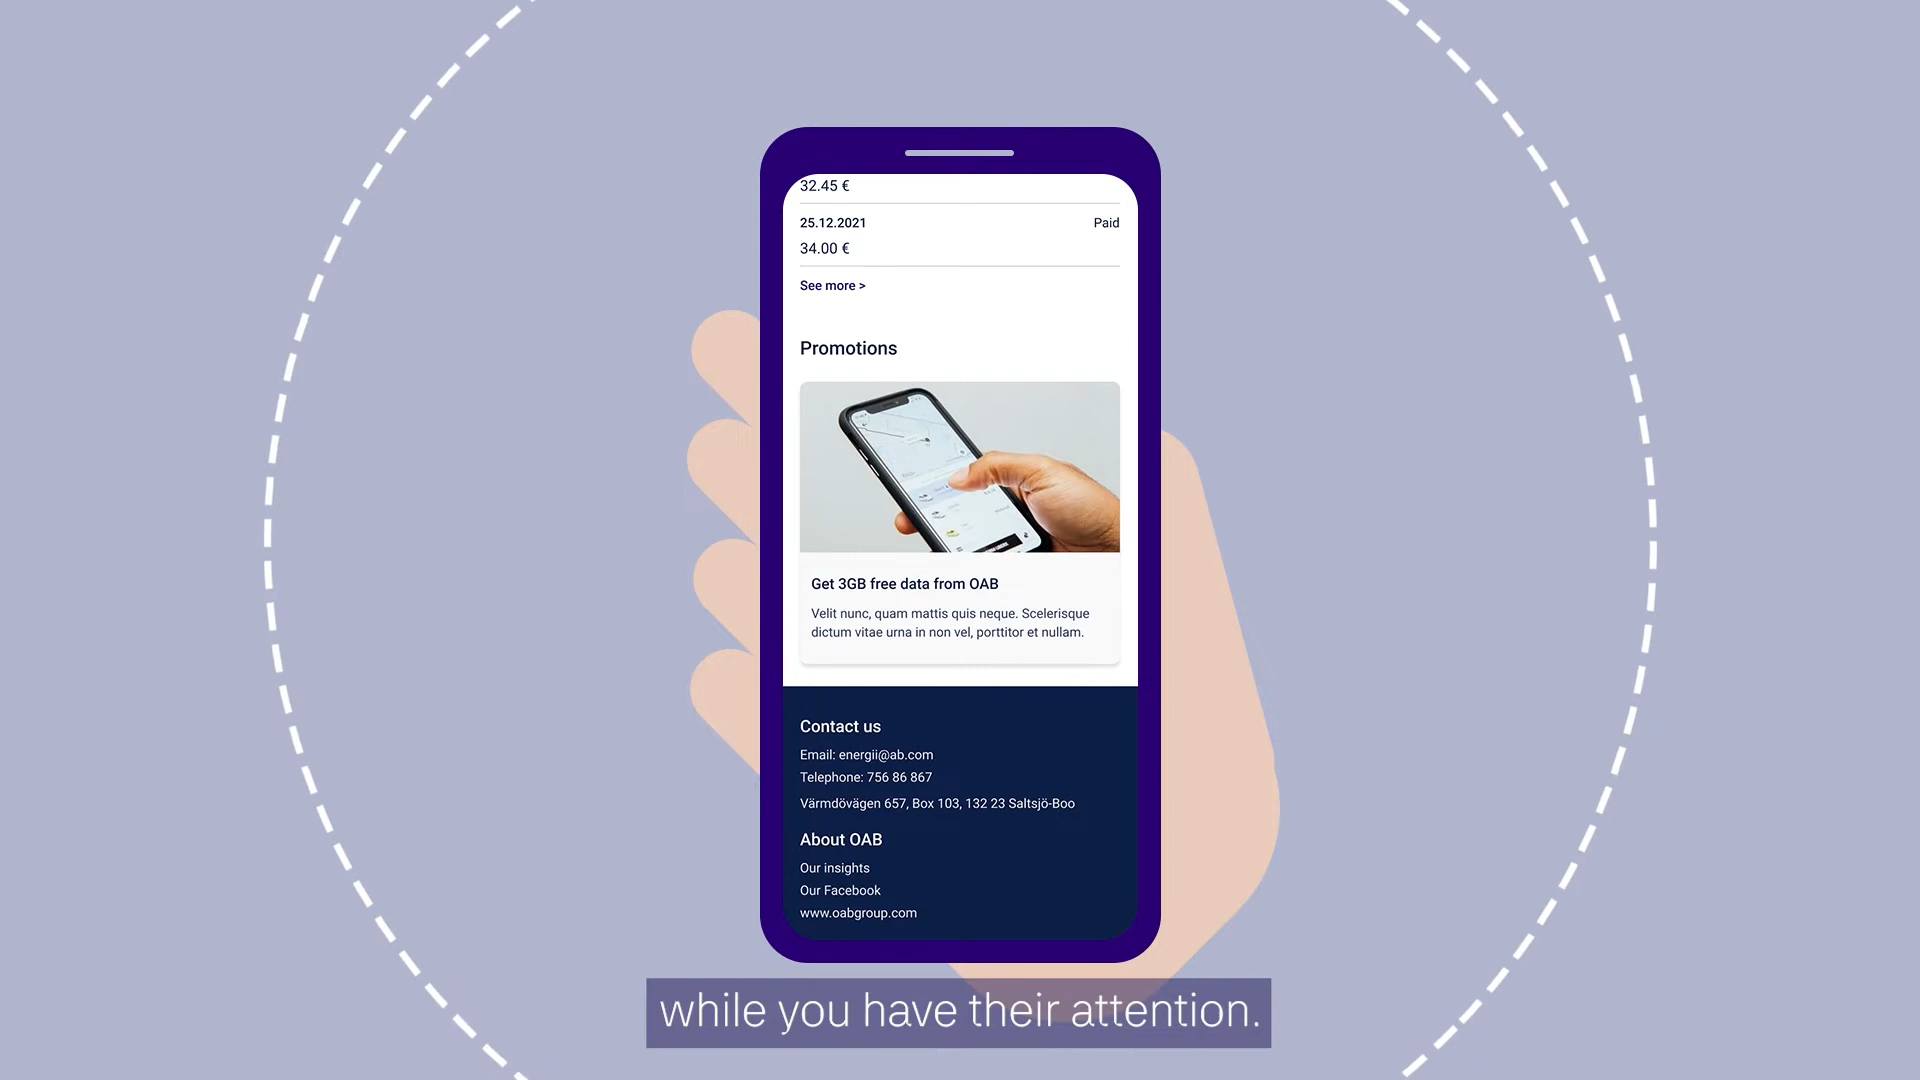 32.45 €
25.12.2021 Paid
34.00 €
See more >
Promotions
Get 3GB free data from OAB
Velit nunc, quam mattis quis neque. Scelerisque
dictum vitae urna in non vel, porttitor et nullam.
Contact us
Email: energii@ab.com
Telephone: 756 86 867
Värmdövägen 657, Box 103, 132 23 Saltsjö-Boo
About OAB
Our insights
Our Facebook
www.oabgroup.com
while you have their attention.